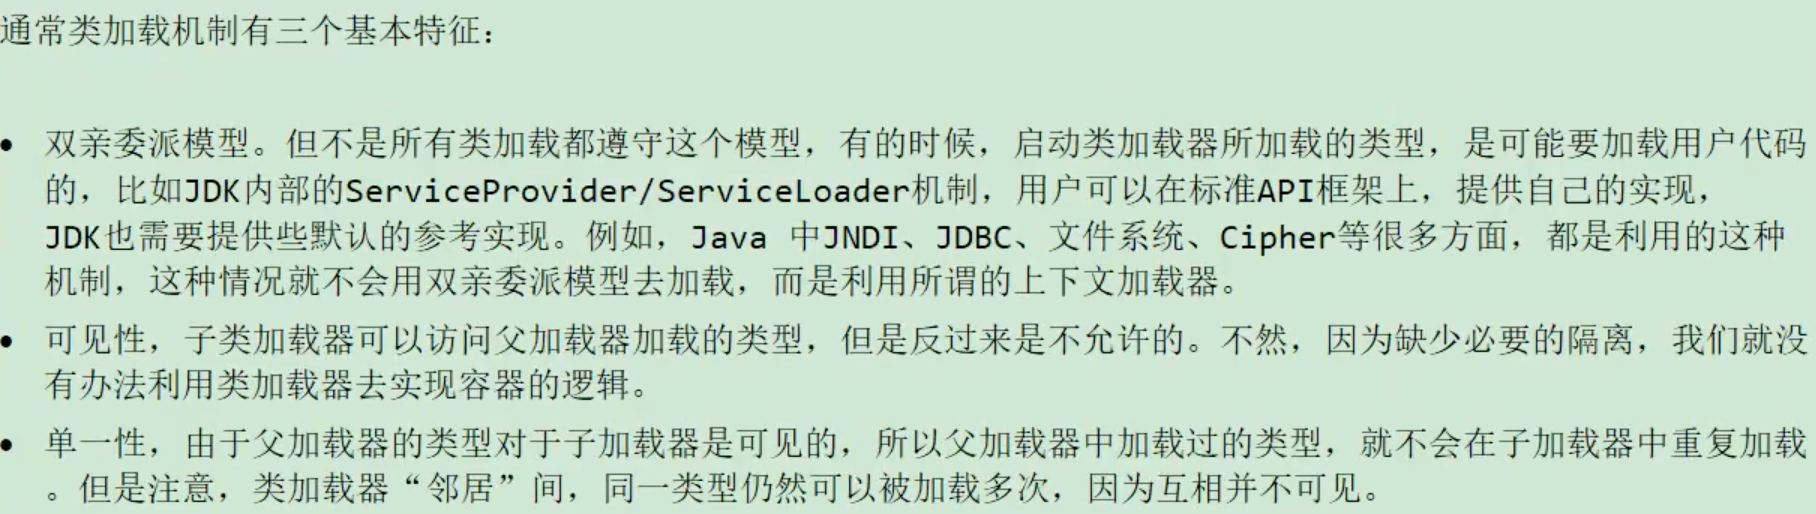 通常类加载机制有三个基本特征：
• 双亲委派模型。但不是所有类加载都遵守这个模型，有的时候，启动类加载器所加载的类型，是可能要加载用户代码
的，比如JDK内部的ServiceProvider/ServiceLoader机制，用户可以在标准API框架上，提供自己的实现，
JDK也需要提供些默认的参考实现。例如，Java 中JNDI、JDBC、文件系统、Cipher等很多方面，都是利用的这种
机制，这种情况就不会用双亲委派模型去加载，而是利用所谓的上下文加载器。
• 可见性，子类加载器可以访问父加载器加载的类型，但是反过来是不允许的。不然，因为缺少必要的隔离，我们就没
有办法利用类加载器去实现容器的逻辑。
• 单一性，由于父加载器的类型对于子加载器是可见的，所以父加载器中加载过的类型，就不会在子加载器中重复加载
。但是注意，类加载器“邻居”间，同一类型仍然可以被加载多次，因为互相并不可见。